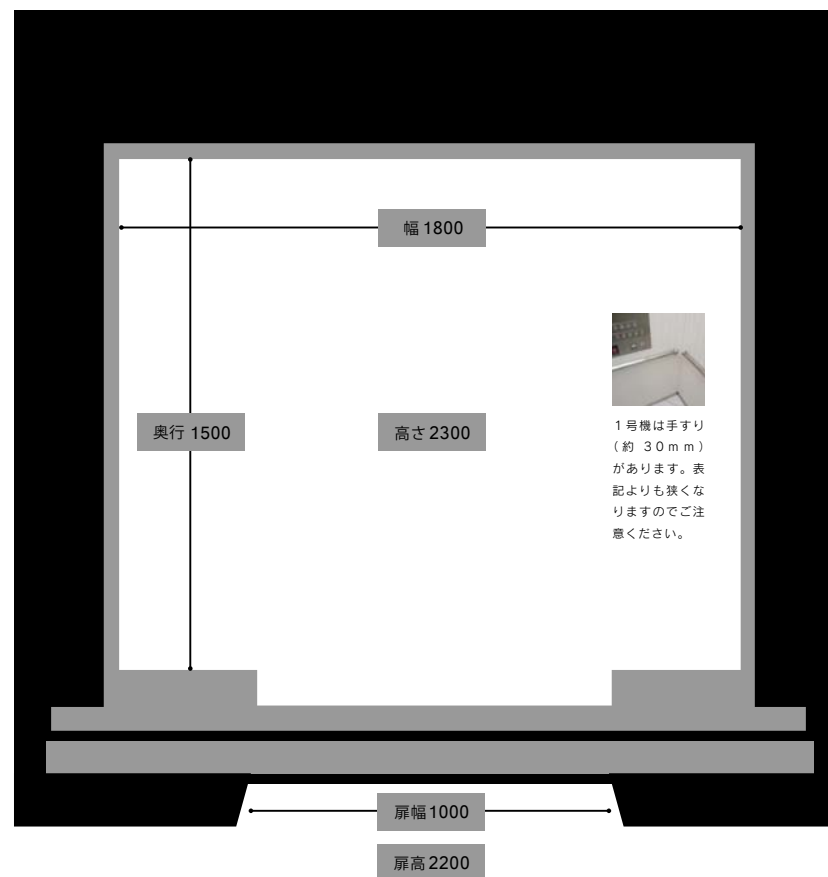 幅1800
奥行 1500
高さ2300
1号機は手すり
(約 30mm)
があります。表
記よりも狭くな
りますのでご注
意ください。
扉幅1000
扉高2200